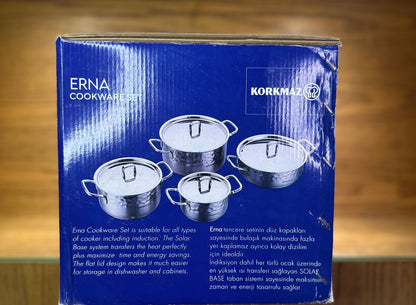 ERNA
COOKWARE SET
KORKMAZ
Erna Cookware Set is suitable for all types
of cooker including induction. The Solar
Base system transfers the heat perfectly
plus maximize time and energy savings.
The flat lid design makes it much easier
for storage in dishwasher and cabinets.
Erna tencere setinin düz kapakları
sayesinde bulaşık makinasında fazla
yer kaplamaz ayrıca kolay dizilim
için idealdir.
İndiksiyon dahil her türlü ocak üzerinde
en yüksek ısı transferi sağlayan SOLAR
BASE taban sistemi sayesinde maksimum
zaman ve enerji tasarrufu sağlar.